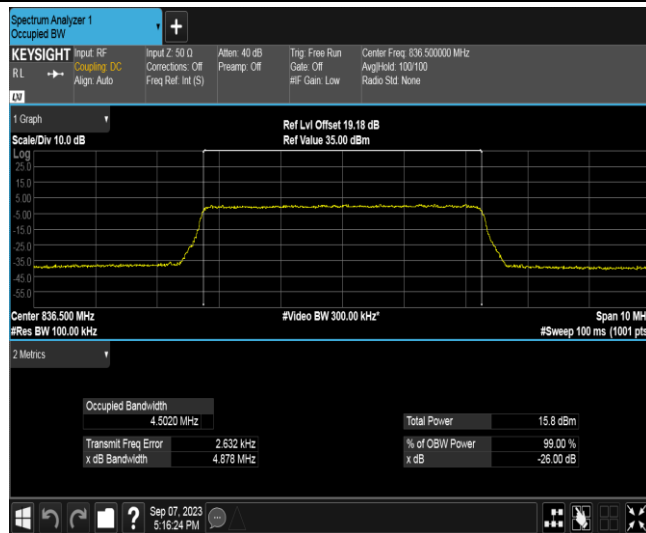 Spectrum Analyzer 1
Occupied BW
+
KEYSIGHT Input: RF Input Z: 50 Ω Atten: 40 dB Trig: Free Run Center Freq: 836.500000 MHz
RL Coupling: DC Corrections: Off Preamp: Off Gate: Off Avg|Hold: 100/100
Align: Auto Freq Ref: Int (S) #IF Gain: Low Radio Std: None
LXI
1 Graph
Ref Lvl Offset 19.18 dB
Scale/Div 10.0 dB Ref Value 35.00 dBm
Log
25.0
15.0
5.00
-5.00
-15.0
-25.0
-35.0
-45.0
-55.0
Center 836.500 MHz #Video BW 300.00 kHz* Span 10 MH
#Res BW 100.00 kHz #Sweep 100 ms (1001 pts
2 Metrics
Occupied Bandwidth
4.5020 MHz Total Power 15.8 dBm
Transmit Freq Error 2.632 kHz % of OBW Power 99.00 %
x dB Bandwidth 4.878 MHz x dB -26.00 dB
? Sep 07, 2023
5:16:24 PM